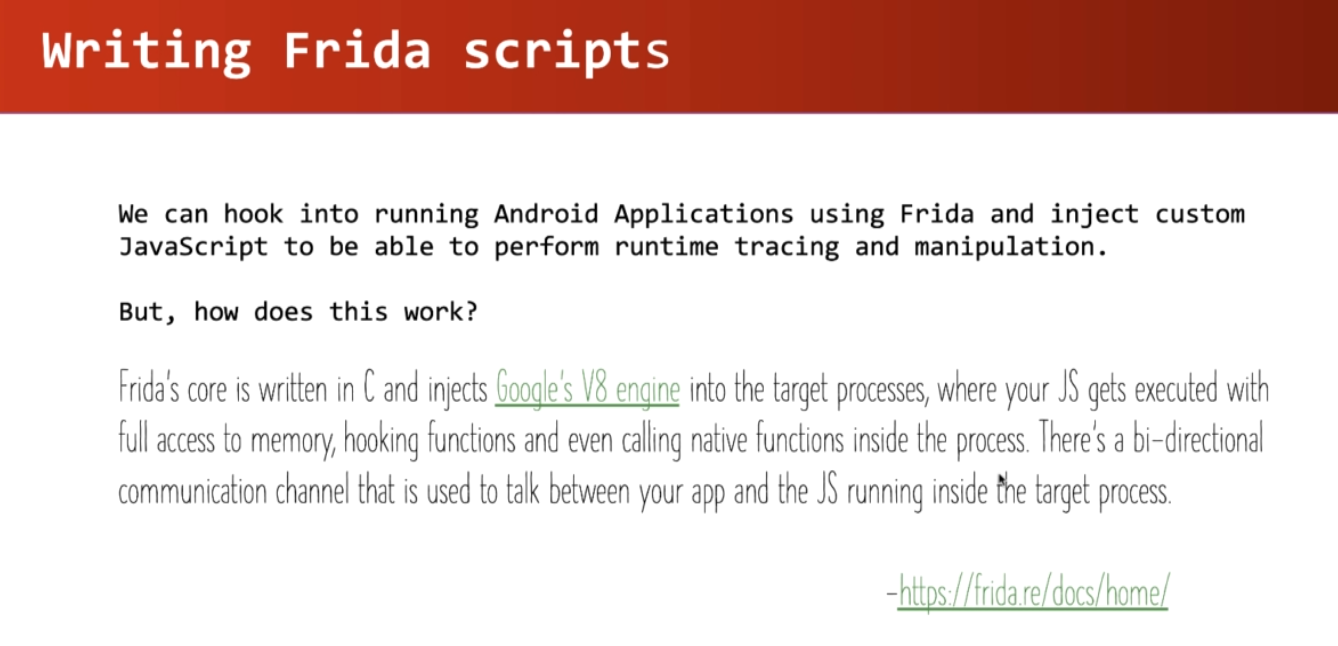 Writing Frida scripts
We can hook into running Android Applications using Frida and inject custom
JavaScript to be able to perform runtime tracing and manipulation.
But, how does this work?
Frida's core is written in C and injects Google's V8 engine into the target processes, where your JS gets executed with
full access to memory, hooking functions and even calling native functions inside the process. There's a bi-directional
communication channel that is used to talk between your app and the JS running inside the target process.
-https://frida.re/docs/home/